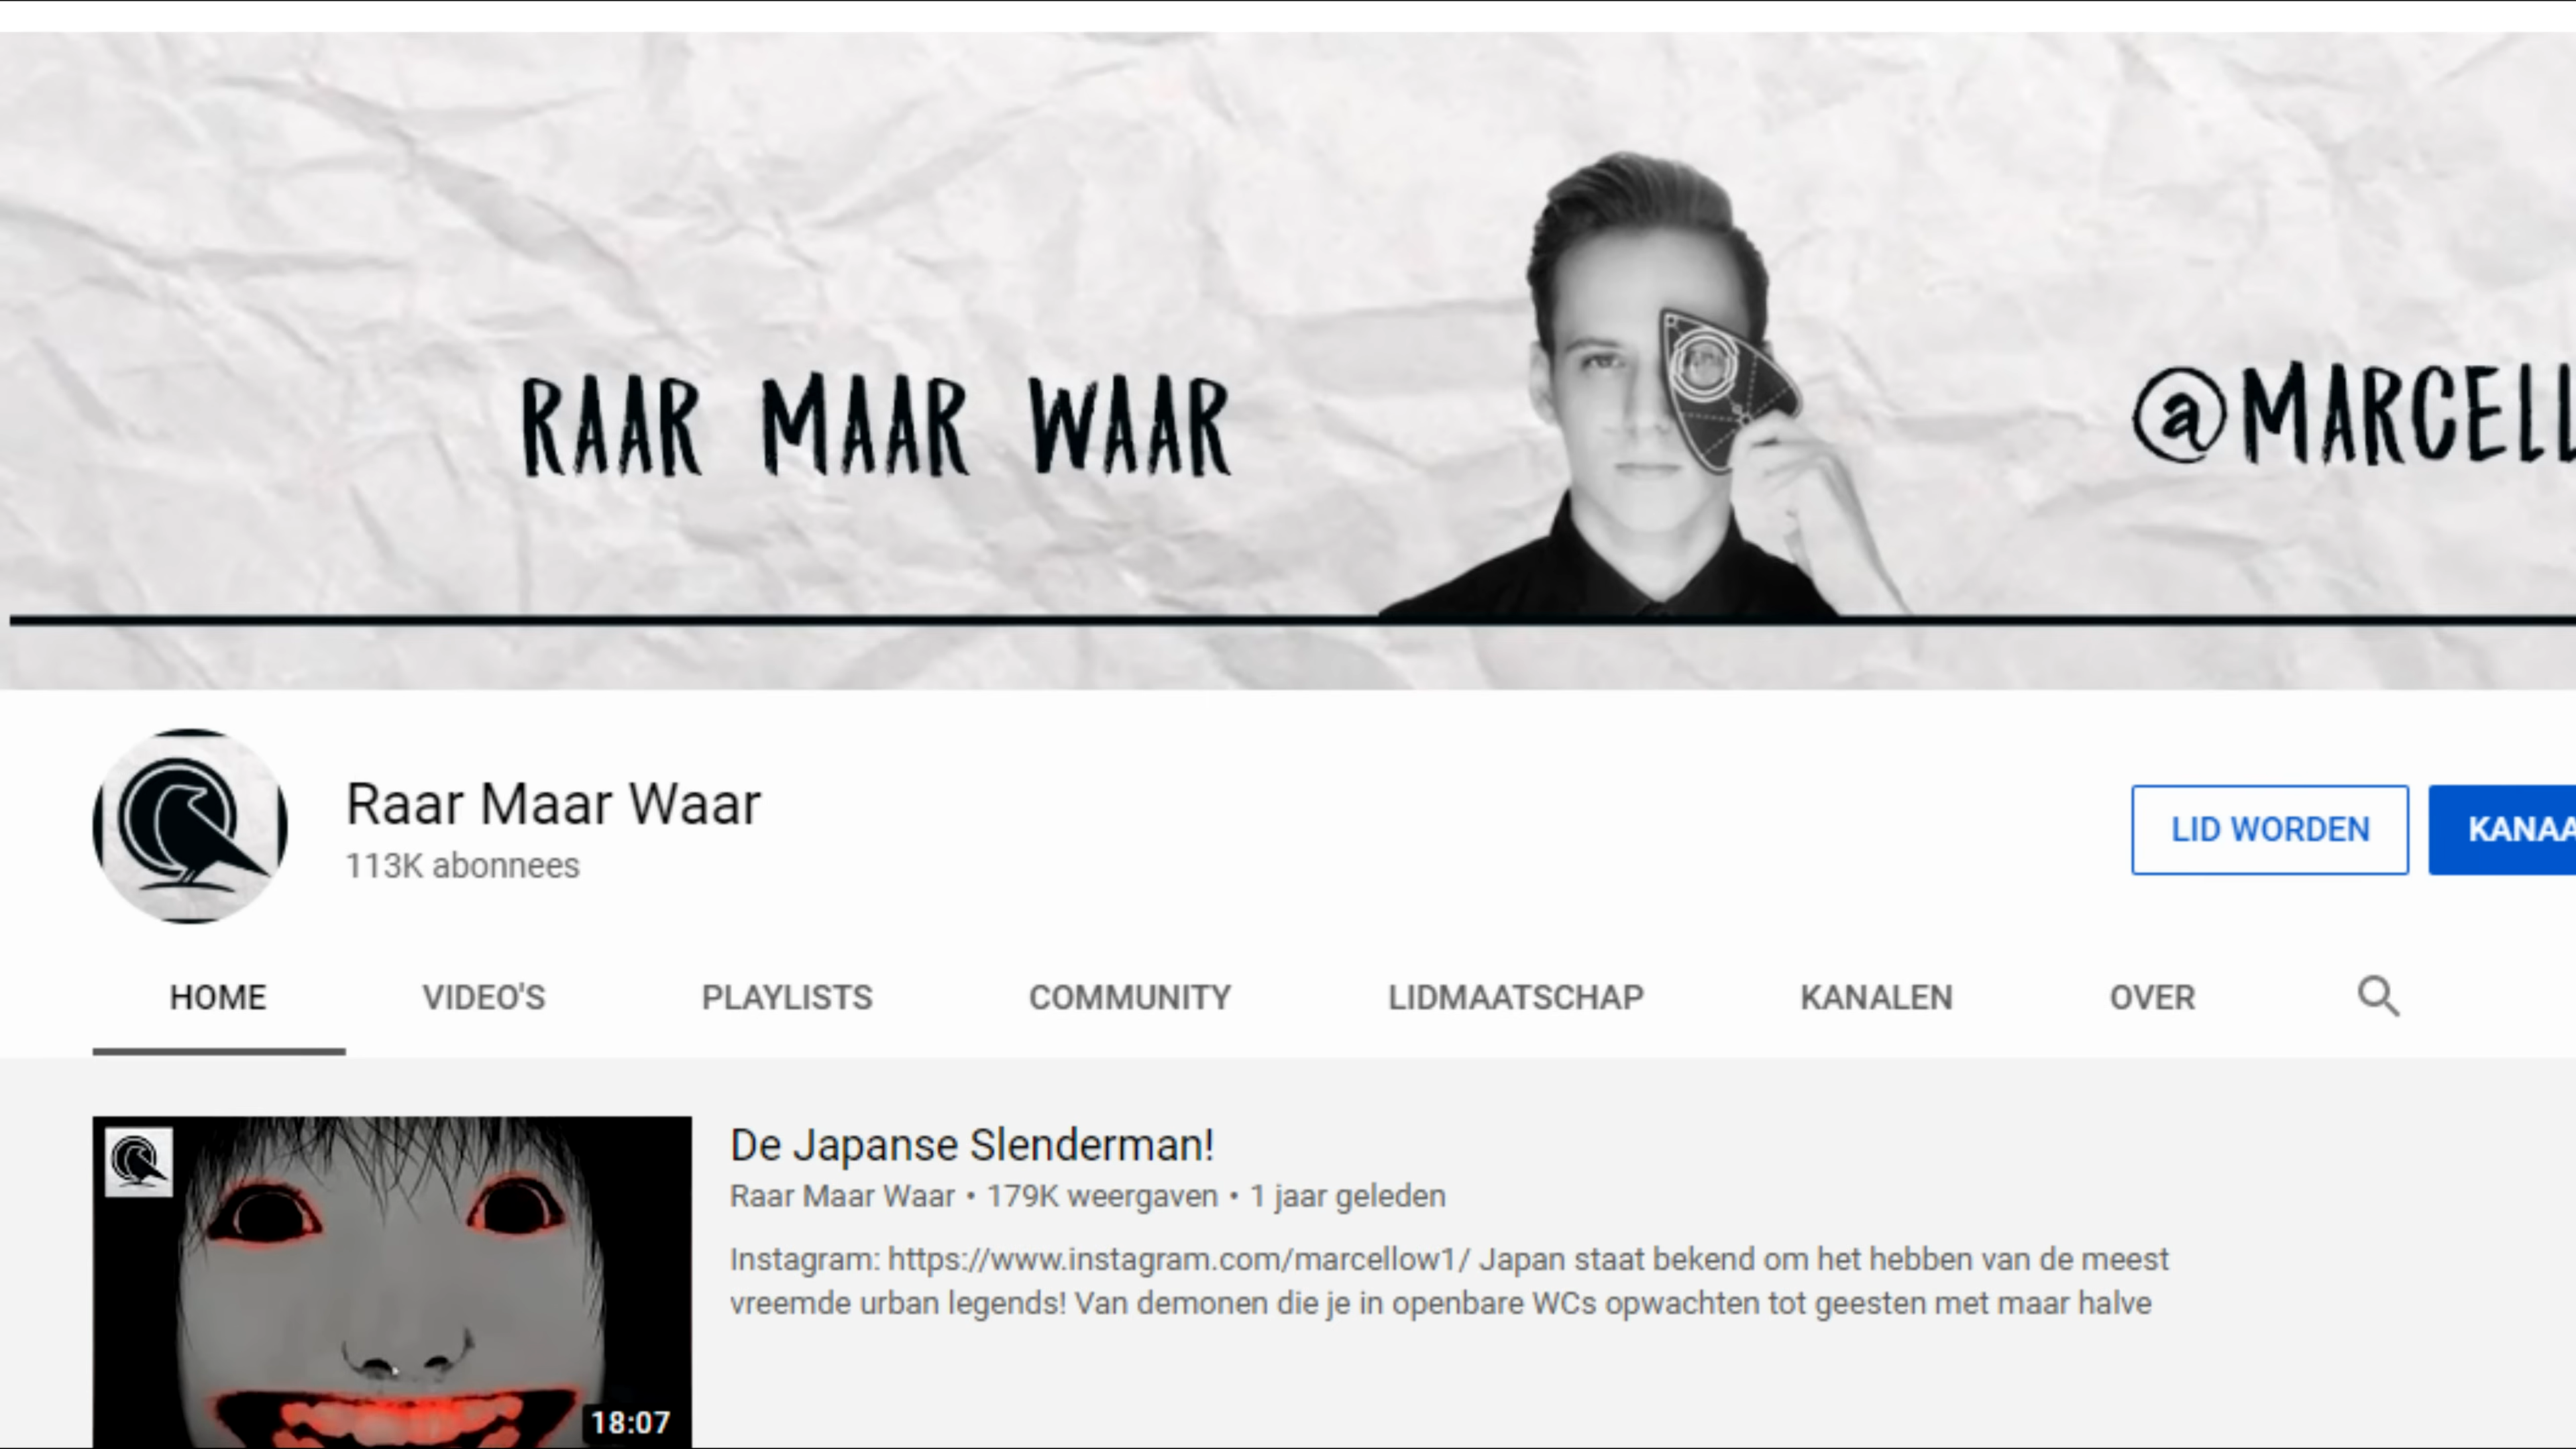 RAAR MAAR WAAR
@MARCELL
Raar Maar Waar
113K abonnees
LID WORDEN
KANAA
HOME VIDEO'S PLAYLISTS COMMUNITY LIDMAATSCHAP KANALEN OVER
De Japanse Slenderman!
Raar Maar Waar • 179K weergaven • 1 jaar geleden
Instagram: https://www.instagram.com/marcellow1/ Japan staat bekend om het hebben van de meest
vreemde urban legends! Van demonen die je in openbare WCs opwachten tot geesten met maar halve
18:07